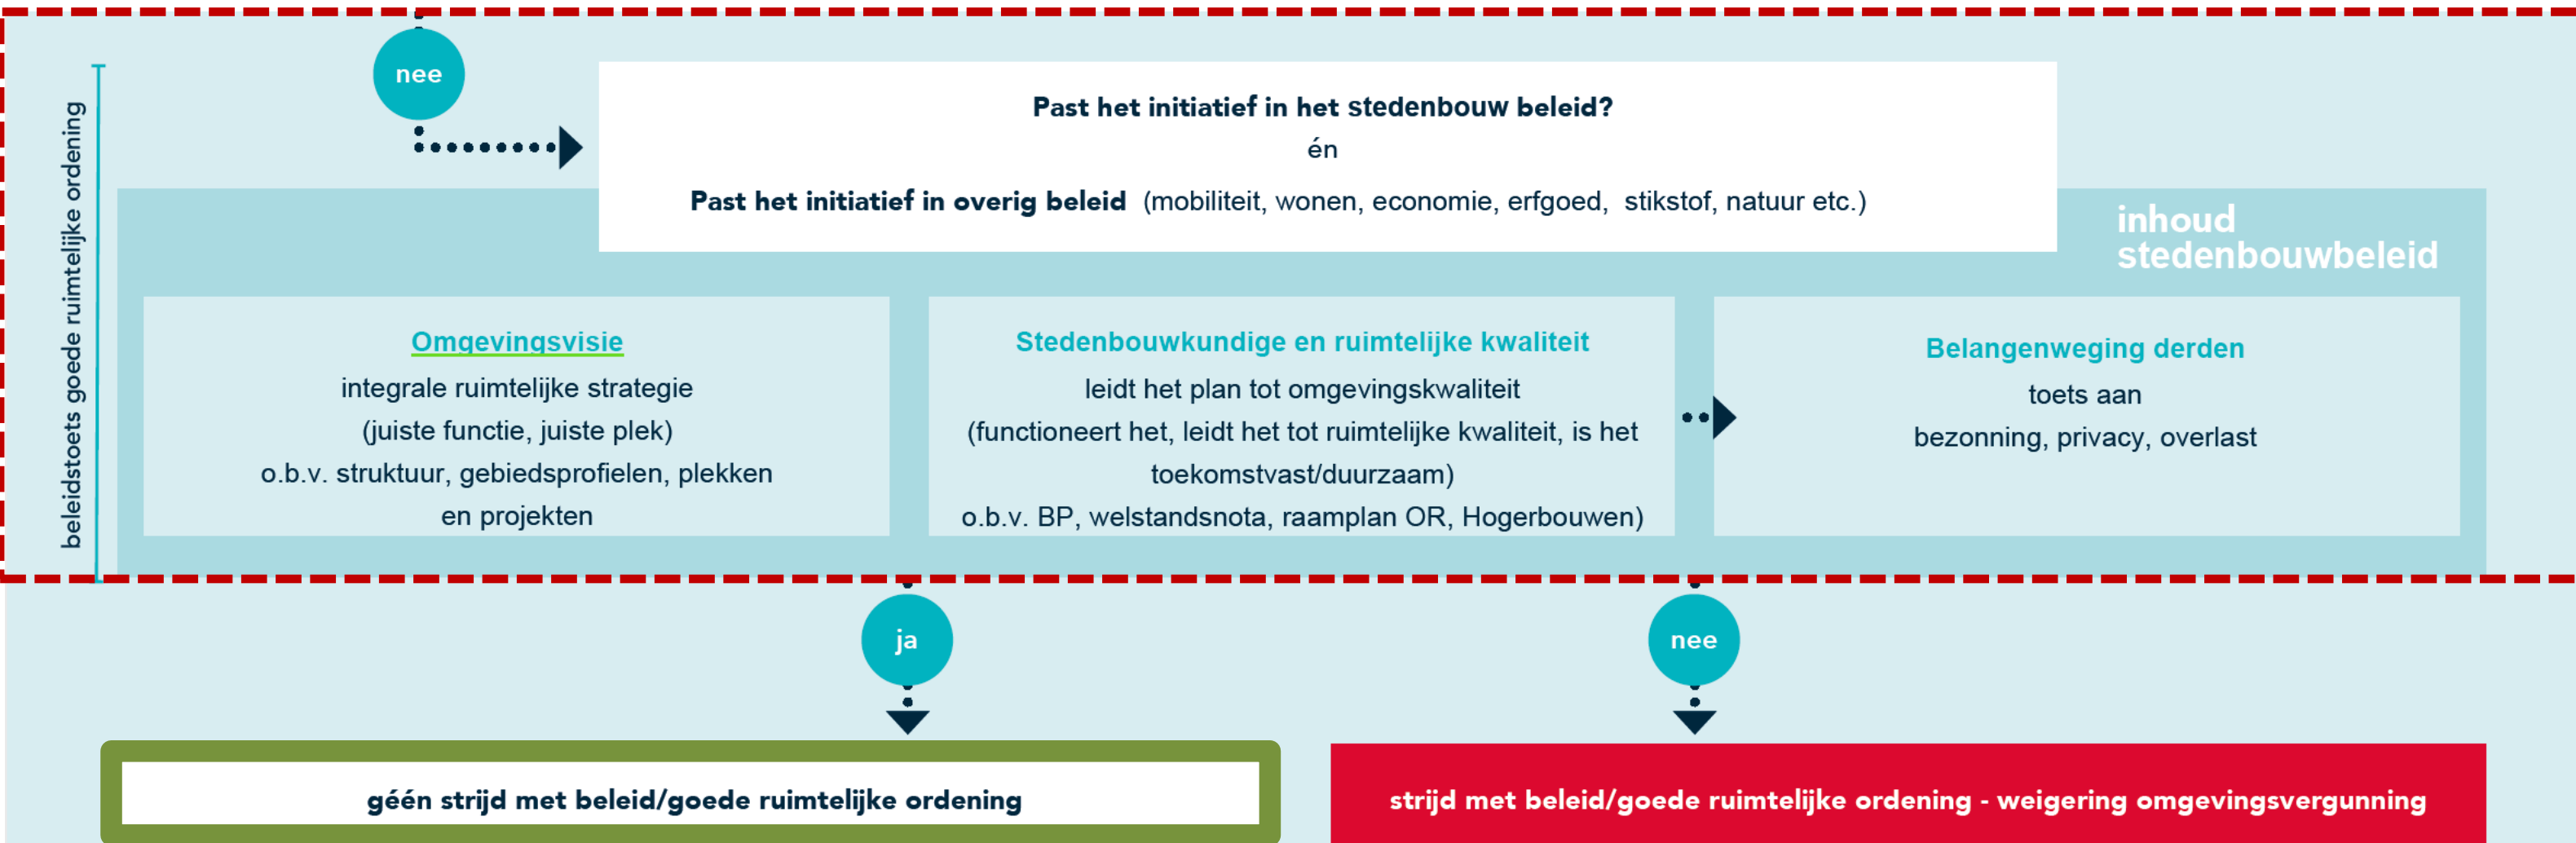 nee
beleidstoets goede ruimtelijke ordening
Past het initiatief in het stedenbouw beleid?
én
Past het initiatief in overig beleid (mobiliteit, wonen, economie, erfgoed, stikstof, natuur etc.)
inhoud
stedenbouwbeleid
Omgevingsvisie
integrale ruimtelijke strategie
(juiste functie, juiste plek)
o.b.v. struktuur, gebiedsprofielen, plekken
en projekten
Stedenbouwkundige en ruimtelijke kwaliteit
leidt het plan tot omgevingskwaliteit
(functioneert het, leidt het tot ruimtelijke kwaliteit, is het
toekomstvast/duurzaam)
o.b.v. BP, welstandsnota, raamplan OR, Hogerbouwen)
Belangenweging derden
toets aan
bezonning, privacy, overlast
ja
nee
géén strijd met beleid/goede ruimtelijke ordening
strijd met beleid/goede ruimtelijke ordening - weigering omgevingsvergunning